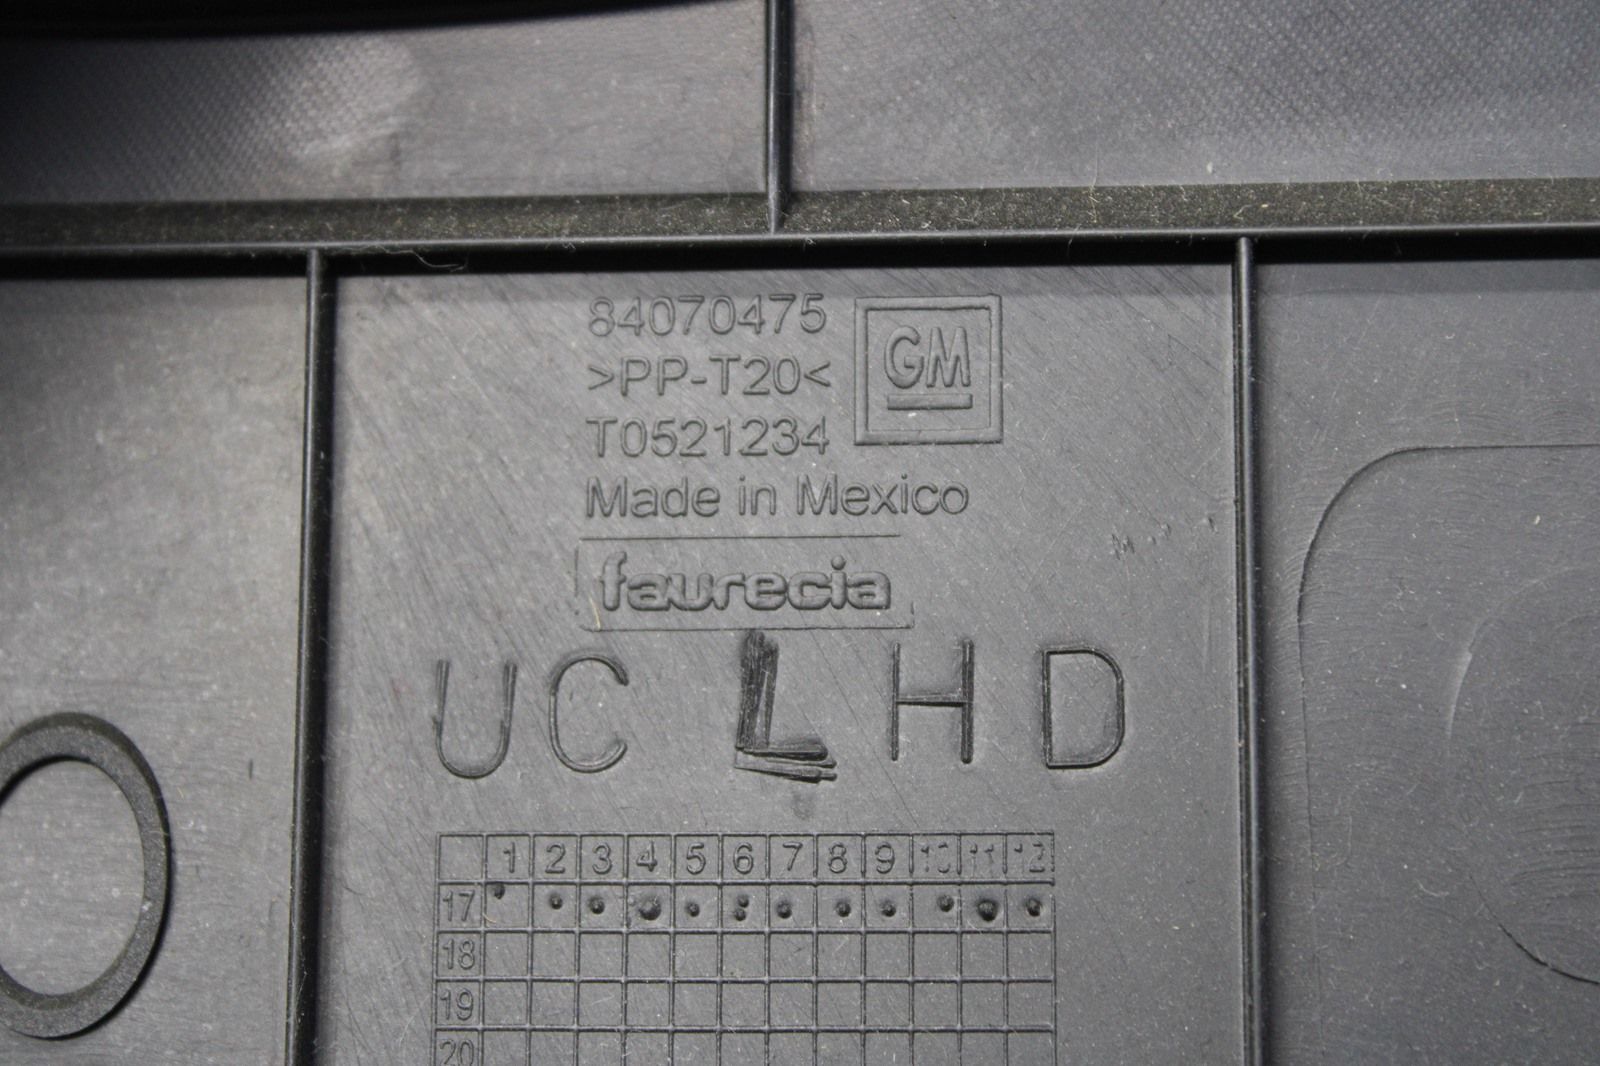 84070475
>PP-T20<
T0521234
GM
Made in Mexico
faurecia
UC LHD
1 2 3 4 5 6 7 8 9 10 11 12
17
18
19
20